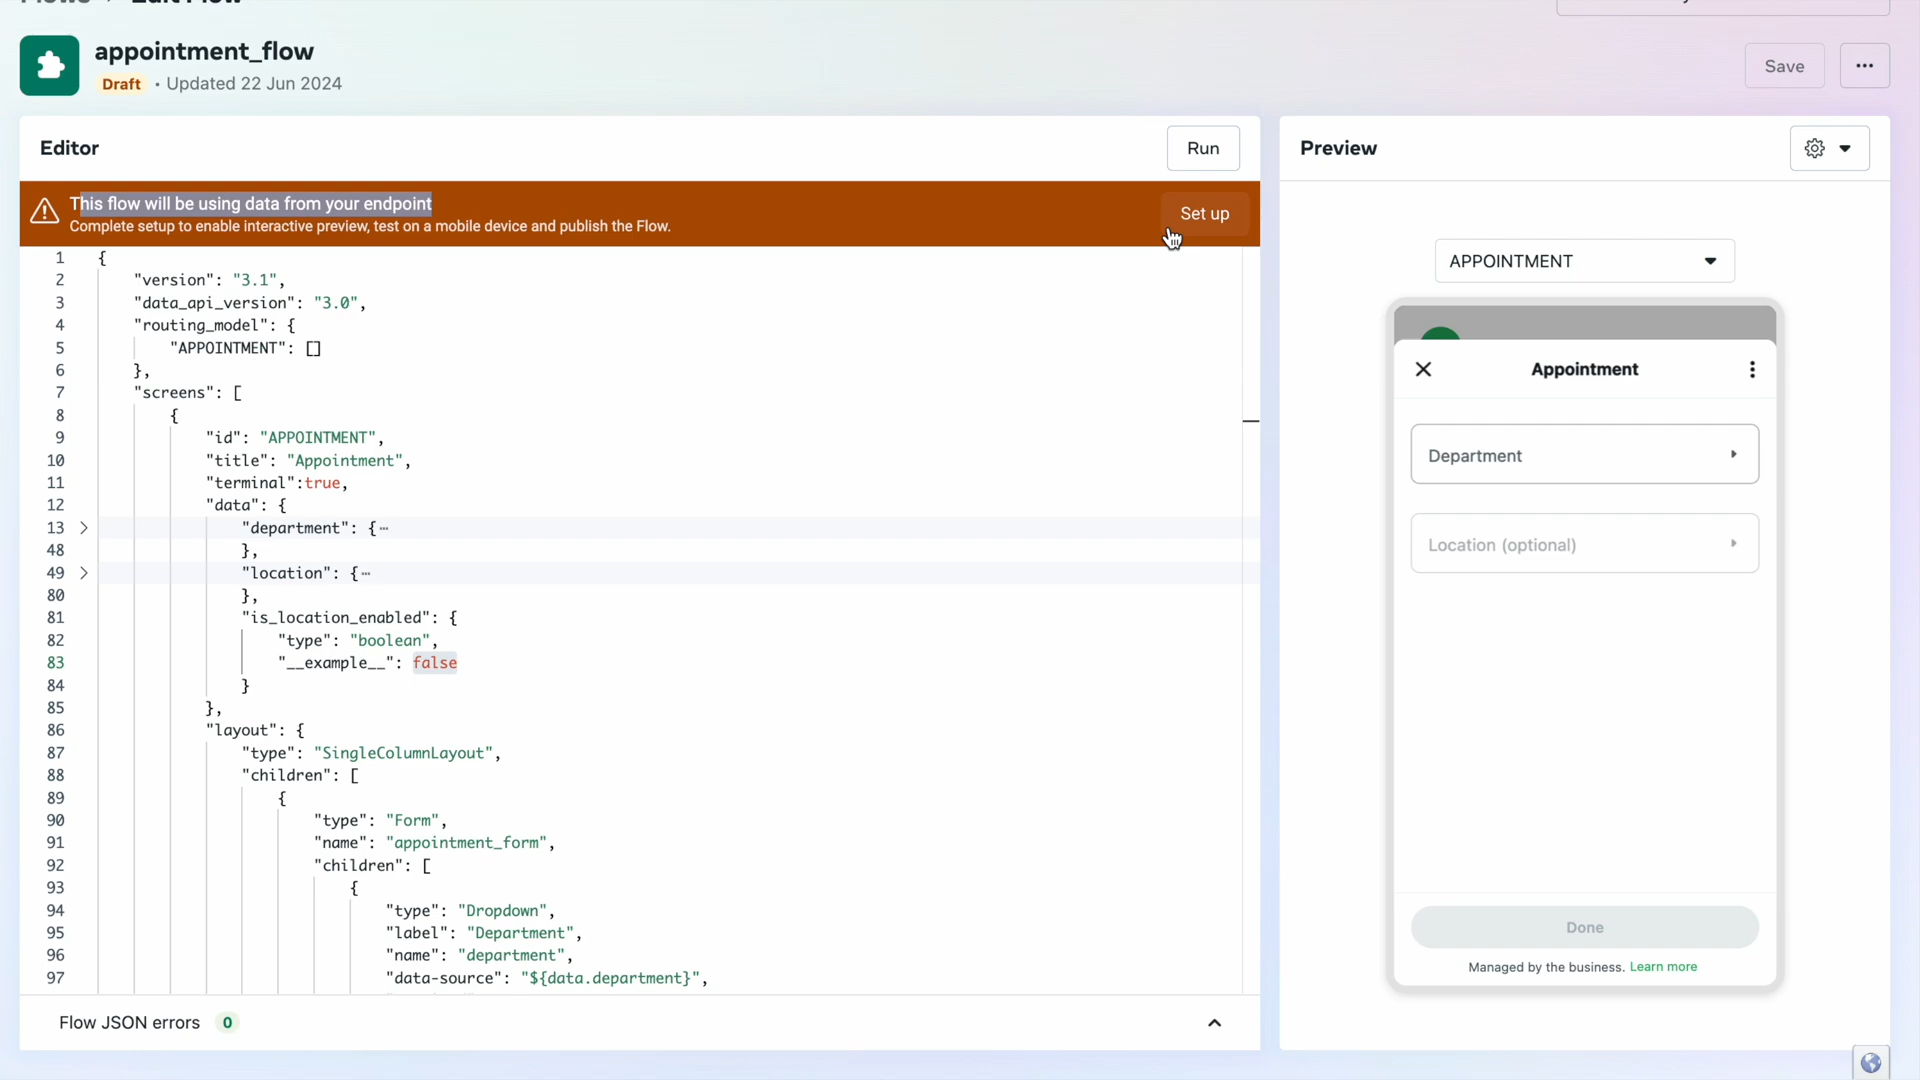 appointment_flow
Draft • Updated 22 Jun 2024
Save
Editor
Run
This flow will be using data from your endpoint
Complete setup to enable interactive preview, test on a mobile device and publish the Flow.
Set up
1 {
2 "version": "3.1",
3 "data_api_version": "3.0",
4 "routing_model": {
5 "APPOINTMENT": []
6 },
7 "screens": [
8 {
9 "id": "APPOINTMENT",
10 "title": "Appointment",
11 "terminal":true,
12 "data": {
13 "department": {⋯
48 },
49 "location": {⋯
80 },
81 "is_location_enabled": {
82 "type": "boolean",
83 "__example__": false
84 }
85 },
86 "layout": {
87 "type": "SingleColumnLayout",
88 "children": [
89 {
90 "type": "Form",
91 "name": "appointment_form",
92 "children": [
93 {
94 "type": "Dropdown",
95 "label": "Department",
96 "name": "department",
97 "data-source": "${data.department}",
Flow JSON errors 0
Preview
APPOINTMENT
Appointment
Department
Location (optional)
Done
Managed by the business. Learn more